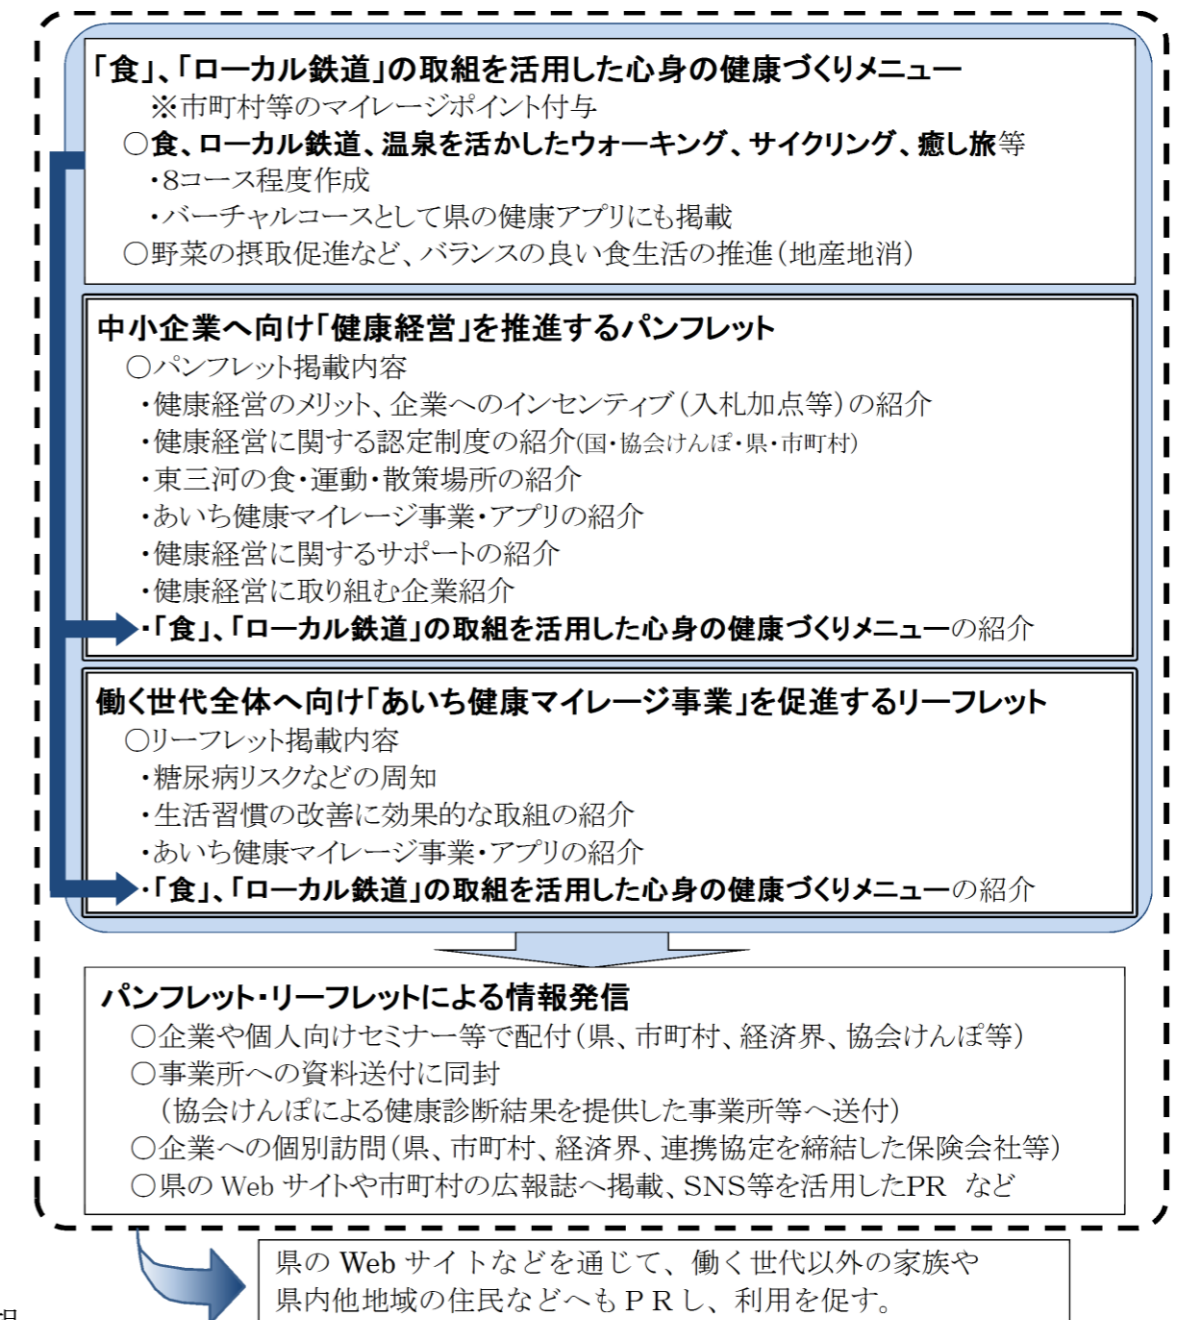 「食」、「ローカル鉄道」の取組を活用した心身の健康づくりメニュー
※市町村等のマイレージポイント付与
○食、ローカル鉄道、温泉を活かしたウォーキング、サイクリング、癒し旅等
・8コース程度作成
・バーチャルコースとして県の健康アプリにも掲載
○野菜の摂取促進など、バランスの良い食生活の推進(地産地消)
中小企業へ向け「健康経営」を推進するパンフレット
○パンフレット掲載内容
・健康経営のメリット、企業へのインセンティブ(入札加点等)の紹介
・健康経営に関する認定制度の紹介(国・協会けんぽ・県・市町村)
・東三河の食・運動・散策場所の紹介
・あいち健康マイレージ事業・アプリの紹介
・健康経営に関するサポートの紹介
・健康経営に取り組む企業紹介
・「食」、「ローカル鉄道」の取組を活用した心身の健康づくりメニューの紹介
働く世代全体へ向け「あいち健康マイレージ事業」を促進するリーフレット
○リーフレット掲載内容
・糖尿病リスクなどの周知
・生活習慣の改善に効果的な取組の紹介
・あいち健康マイレージ事業・アプリの紹介
・「食」、「ローカル鉄道」の取組を活用した心身の健康づくりメニューの紹介
パンフレット・リーフレットによる情報発信
○企業や個人向けセミナー等で配付(県、市町村、経済界、協会けんぽ等)
○事業所への資料送付に同封
(協会けんぽによる健康診断結果を提供した事業所等へ送付)
○企業への個別訪問(県、市町村、経済界、連携協定を締結した保険会社等)
○県の Web サイトや市町村の広報誌へ掲載、SNS等を活用したPR など
県の Web サイトなどを通じて、働く世代以外の家族や
県内他地域の住民などへもPRし、利用を促す。